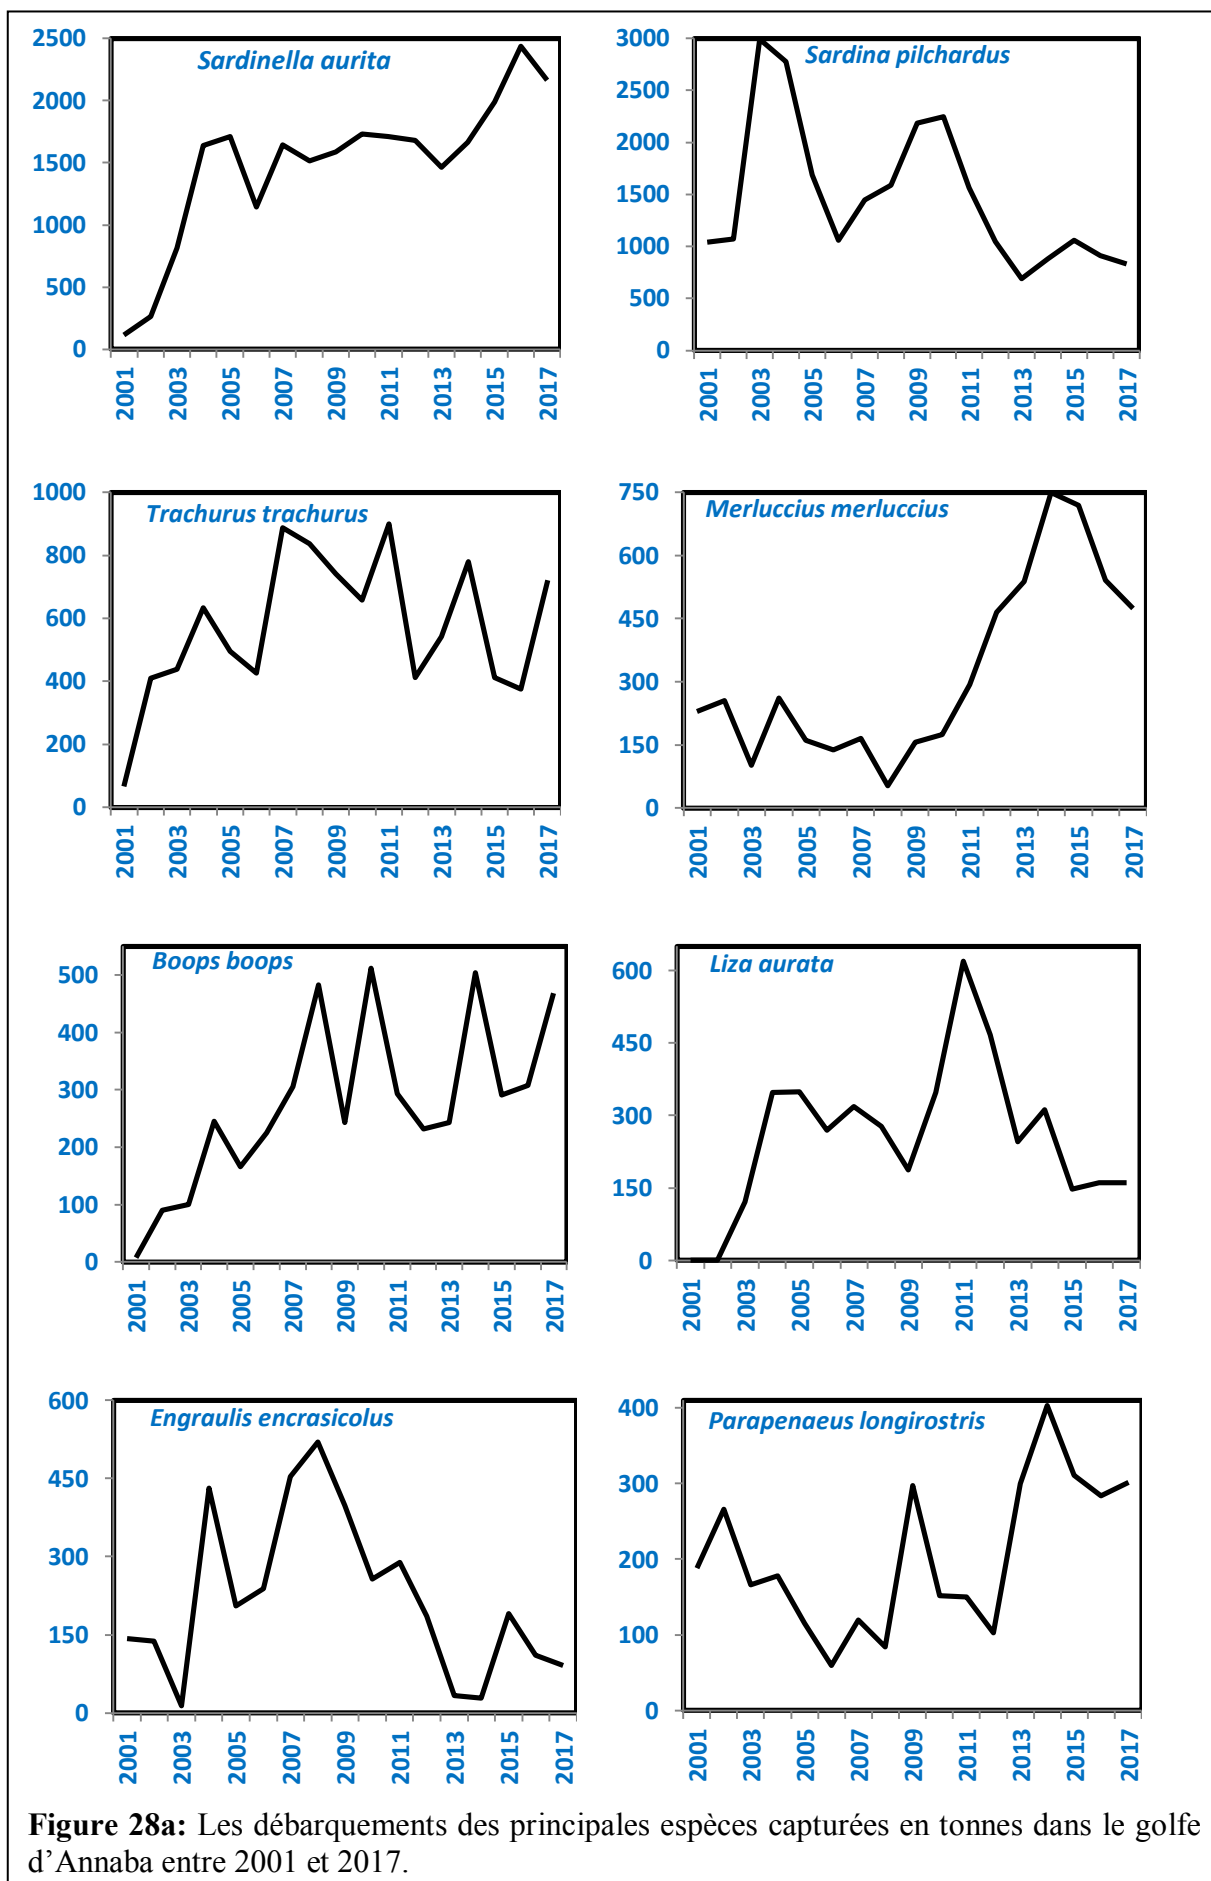 Sardinella aurita
2500
2000
1500
1000
500
0
2001 2003 2005 2007 2009 2011 2013 2015 2017
Sardina pilchardus
3000
2500
2000
1500
1000
500
0
2001 2003 2005 2007 2009 2011 2013 2015 2017
Trachurus trachurus
1000
800
600
400
200
0
2001 2003 2005 2007 2009 2011 2013 2015 2017
Merluccius merluccius
750
600
450
300
150
0
2001 2003 2005 2007 2009 2011 2013 2015 2017
Boops boops
500
400
300
200
100
0
2001 2003 2005 2007 2009 2011 2013 2015 2017
Liza aurata
600
450
300
150
0
2001 2003 2005 2007 2009 2011 2013 2015 2017
Engraulis encrasicolus
600
450
300
150
0
2001 2003 2005 2007 2009 2011 2013 2015 2017
Parapenaeus longirostris
400
300
200
100
0
2001 2003 2005 2007 2009 2011 2013 2015 2017
Figure 28a: Les débarquements des principales espèces capturées en tonnes dans le golfe
d’Annaba entre 2001 et 2017.